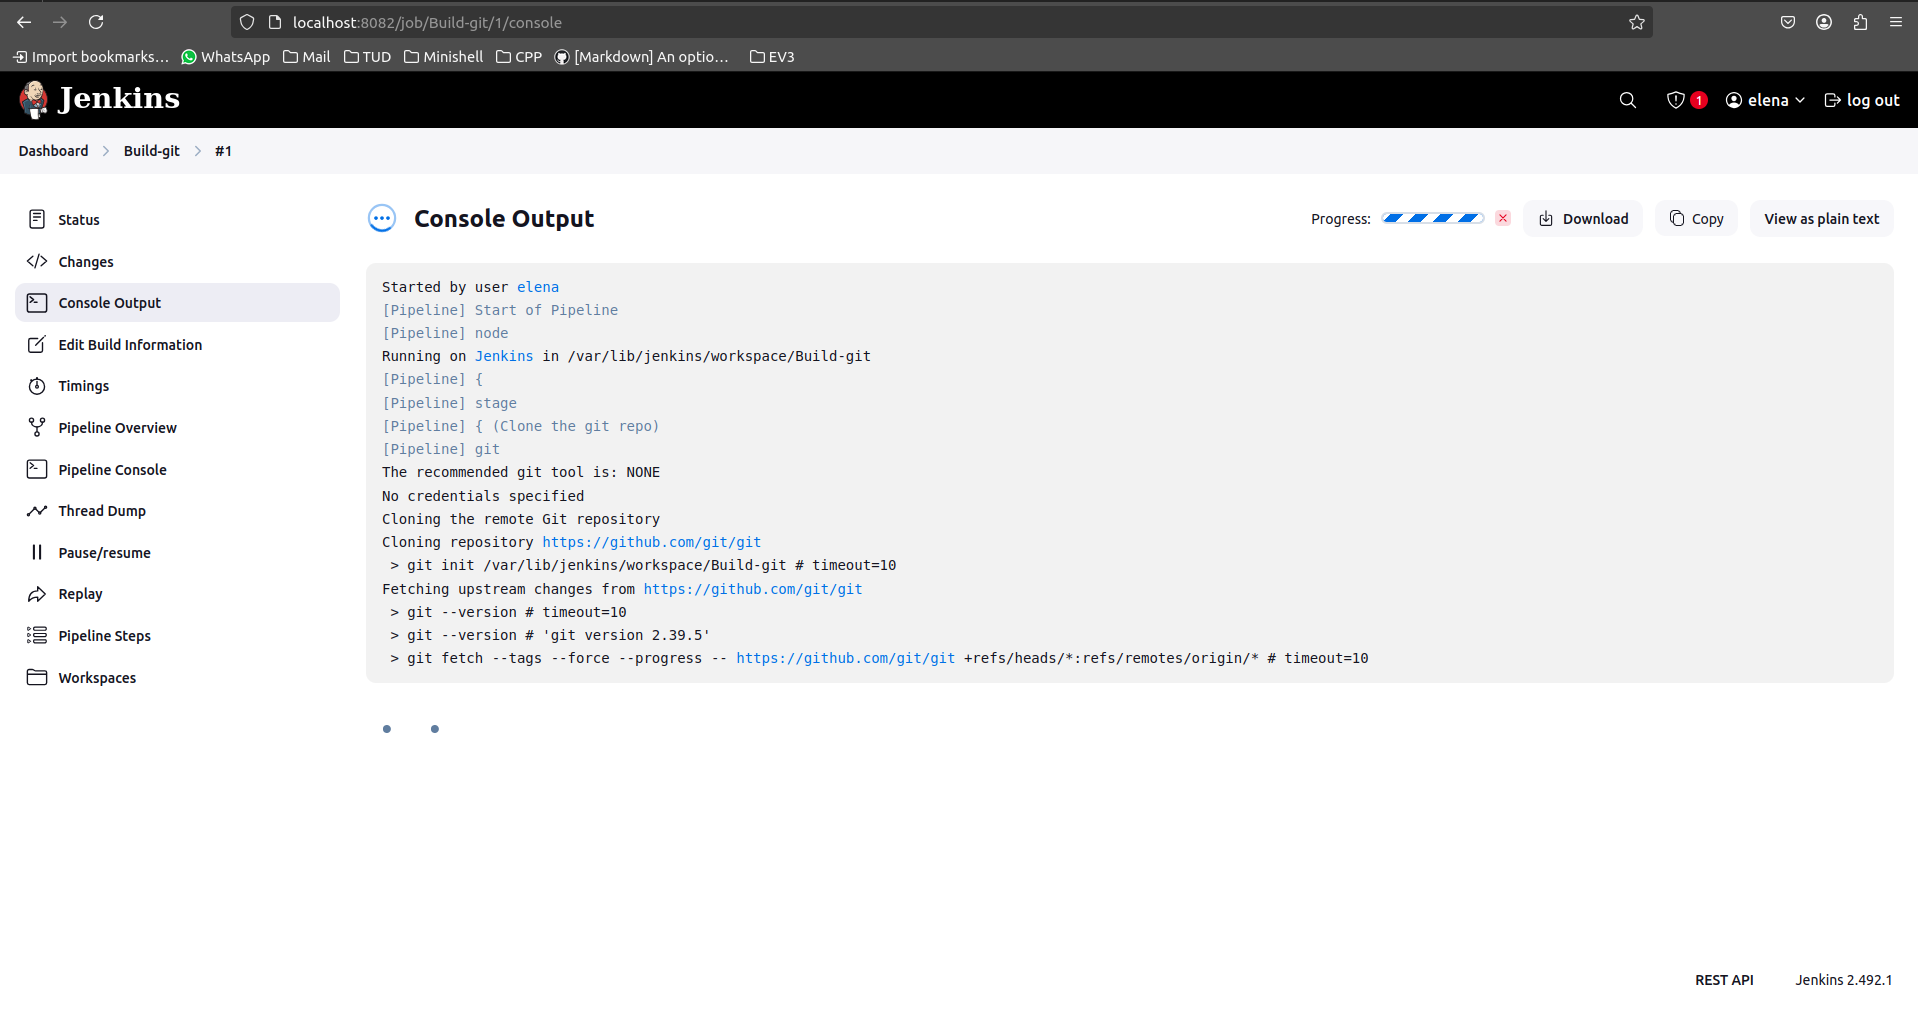 localhost:8082/job/Build-git/1/console
Import bookmarks... WhatsApp Mail TUD Minishell CPP [Markdown] An optio... EV3
Jenkins
1 elena log out
Dashboard Build-git #1
Status
Changes
Console Output
Edit Build Information
Timings
Pipeline Overview
Pipeline Console
Thread Dump
Pause/resume
Replay
Pipeline Steps
Workspaces
Console Output
Progress: Download Copy View as plain text
Started by user elena
[Pipeline] Start of Pipeline
[Pipeline] node
Running on Jenkins in /var/lib/jenkins/workspace/Build-git
[Pipeline] {
[Pipeline] stage
[Pipeline] { (Clone the git repo)
[Pipeline] git
The recommended git tool is: NONE
No credentials specified
Cloning the remote Git repository
Cloning repository https://github.com/git/git
> git init /var/lib/jenkins/workspace/Build-git # timeout=10
Fetching upstream changes from https://github.com/git/git
> git --version # timeout=10
> git --version # 'git version 2.39.5'
> git fetch --tags --force --progress -- https://github.com/git/git +refs/heads/*:refs/remotes/origin/* # timeout=10
REST API Jenkins 2.492.1